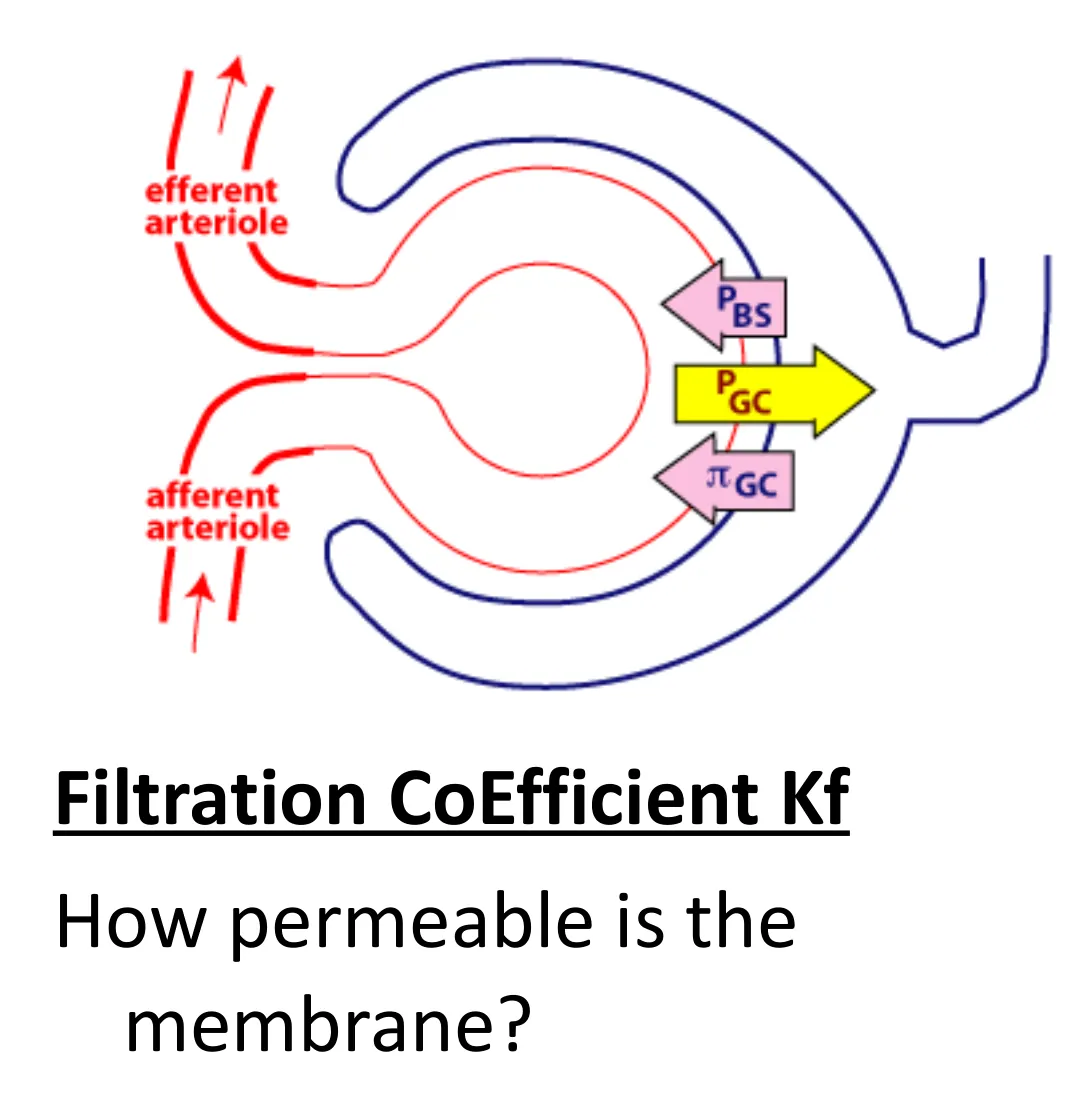 efferent
arteriole
PBS
PGC
πGC
afferent
arteriole
Filtration CoEfficient Kf
How permeable is the
membrane?